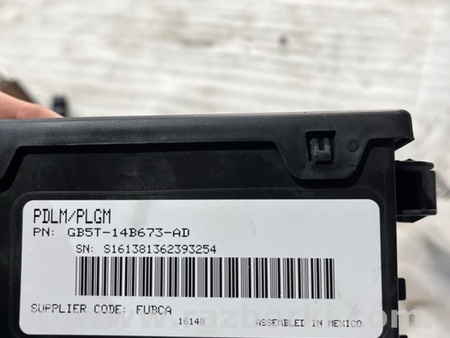 PDLM/PLGM
PN: GB5T-14B673-AD
SN: S161381362393254
SUPPLIER CODE: FUBCA
16148 ASSEMBLED IN MEXICO